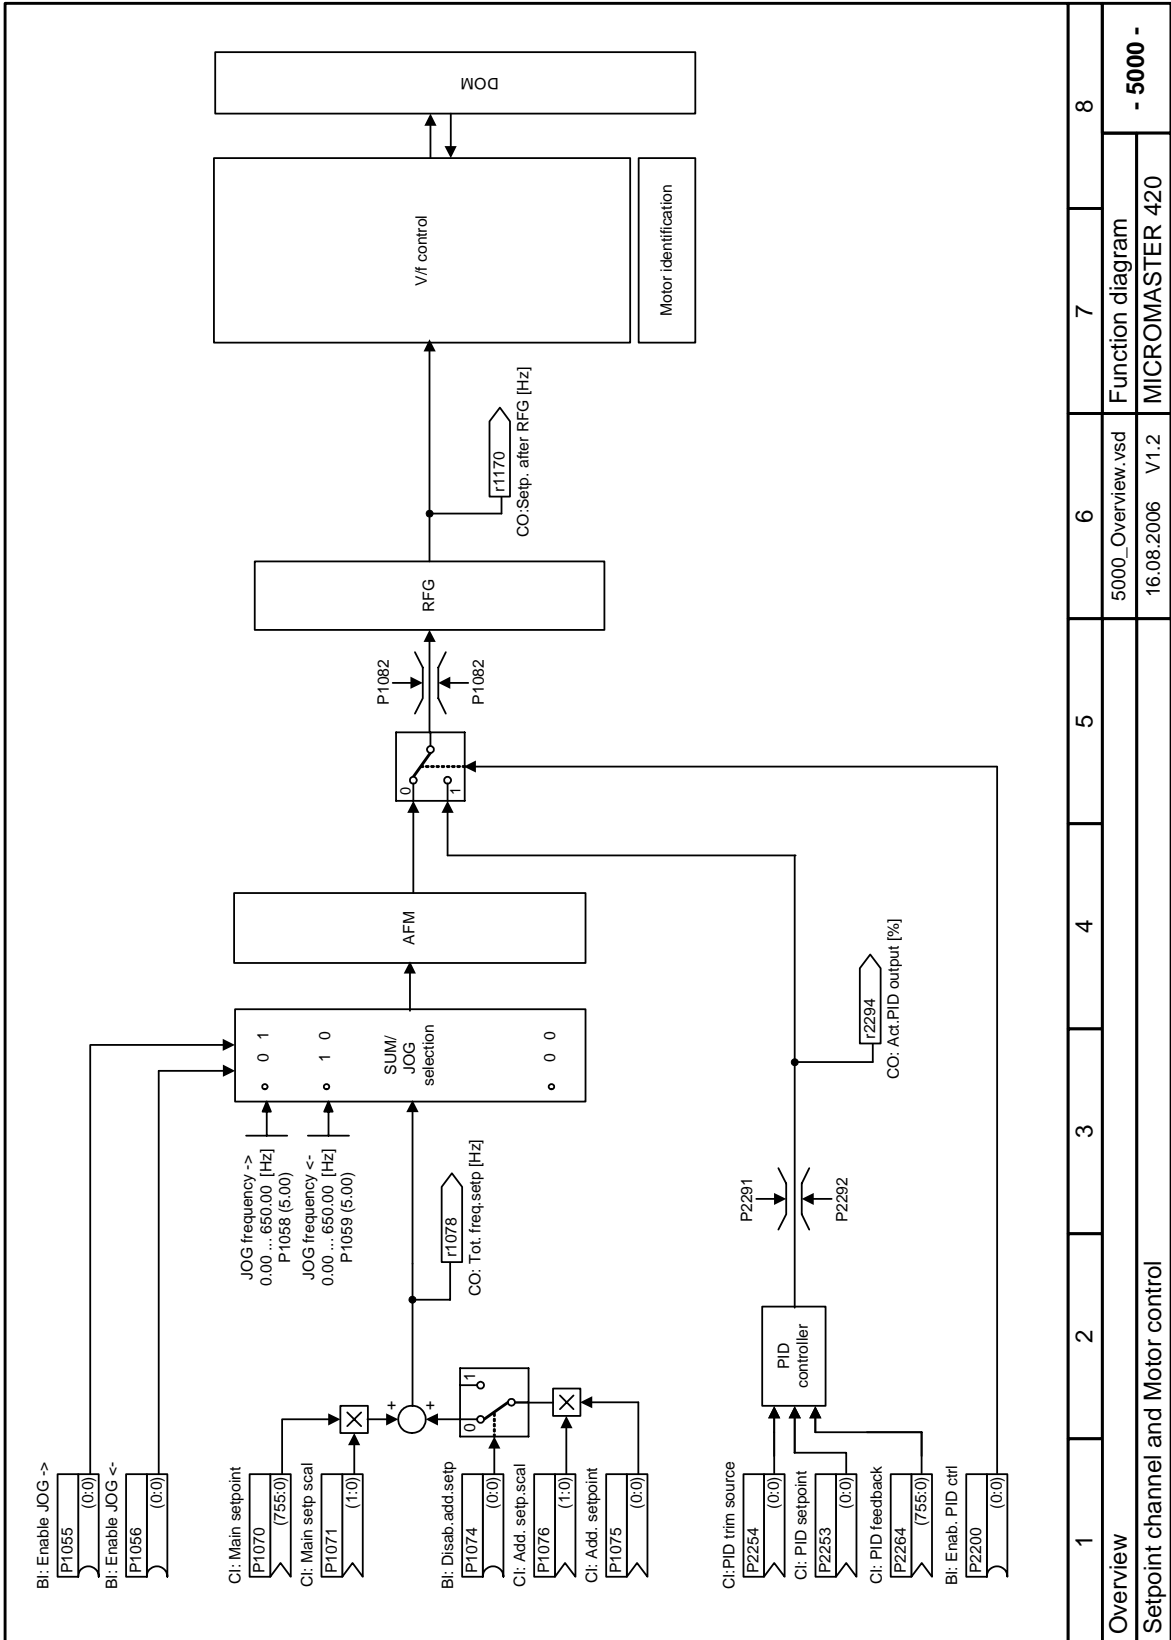 BI: Enable JOG ->
P1055
(0:0)
BI: Enable JOG <-
P1056
(0:0)
CI: Main setpoint
P1070
(755:0)
CI: Main setp scal
P1071
(1:0)
BI: Disab.add.setp
P1074
(0:0)
CI: Add. setp.scal
P1076
(1:0)
CI: Add. setpoint
P1075
(0:0)
CI:PID trim source
P2254
(0:0)
CI: PID setpoint
P2253
(0:0)
CI: PID feedback
P2264
(755:0)
BI: Enab. PID ctrl
P2200
(0:0)
+
+
0
1
PID
controller
JOG frequency ->
0.00 ... 650.00 [Hz]
P1058 (5.00)
JOG frequency <-
0.00 ... 650.00 [Hz]
P1059 (5.00)
r1078
CO: Tot. freq.setp [Hz]
P2291
P2292
0 1
1 0
SUM/
JOG
selection
0 0
r2294
CO: Act.PID output [%]
AFM
0
1
P1082
P1082
RFG
r1170
CO:Setp. after RFG [Hz]
V/f control
Motor identification
MOD
1
2
3
4
5
6
7
8
Overview
5000_Overview.vsd
Function diagram
- 5000 -
Setpoint channel and Motor control
16.08.2006 V1.2
MICROMASTER 420